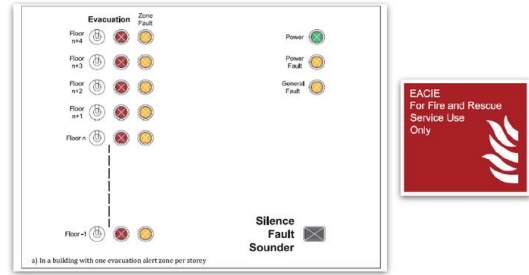 Evacuation
Zone
Fault
Floor
n+4
Floor
n+3
Floor
n+2
Floor
n+1
Floor n
Floor -1
Power
Power
Fault
General
Fault
Silence
Fault
Sounder
a) In a building with one evacuation alert zone per storey
EACIE
For Fire and Rescue
Service Use
Only